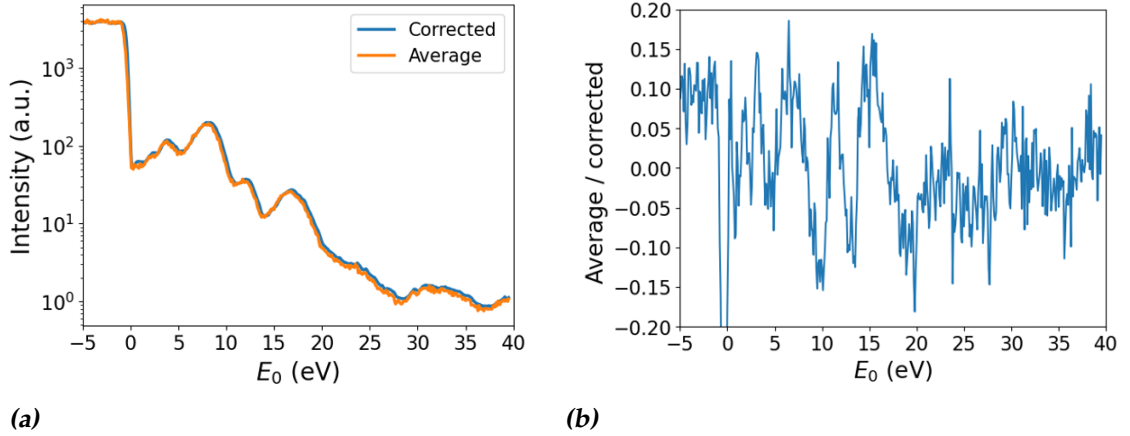 Corrected
Average
Intensity (a.u.)
10³
10²
10¹
10⁰
−5 0 5 10 15 20 25 30 35 40
E₀ (eV)
(a)
Average / corrected
0.20
0.15
0.10
0.05
0.00
−0.05
−0.10
−0.15
−0.20
−5 0 5 10 15 20 25 30 35 40
E₀ (eV)
(b)